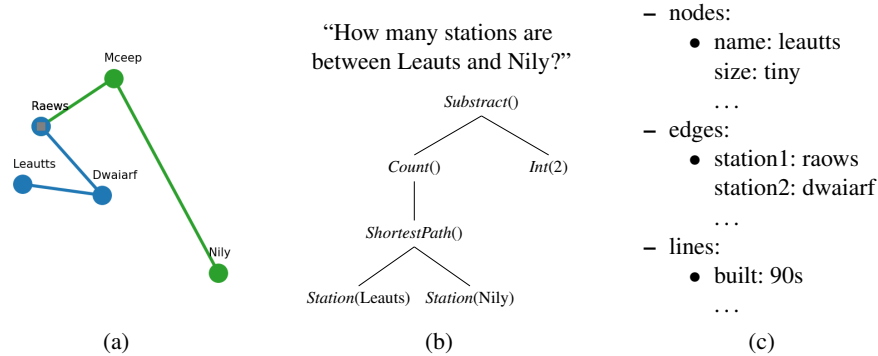 Mceep
Raews
Leautts
Dwaiarf
Nily
(a)
“How many stations are
between Leauts and Nily?”
Substract()
Count()
Int(2)
ShortestPath()
Station(Leauts)
Station(Nily)
(b)
– nodes:
• name: leautts
size: tiny
...
– edges:
• station1: raows
station2: dwaiarf
...
– lines:
• built: 90s
...
(c)